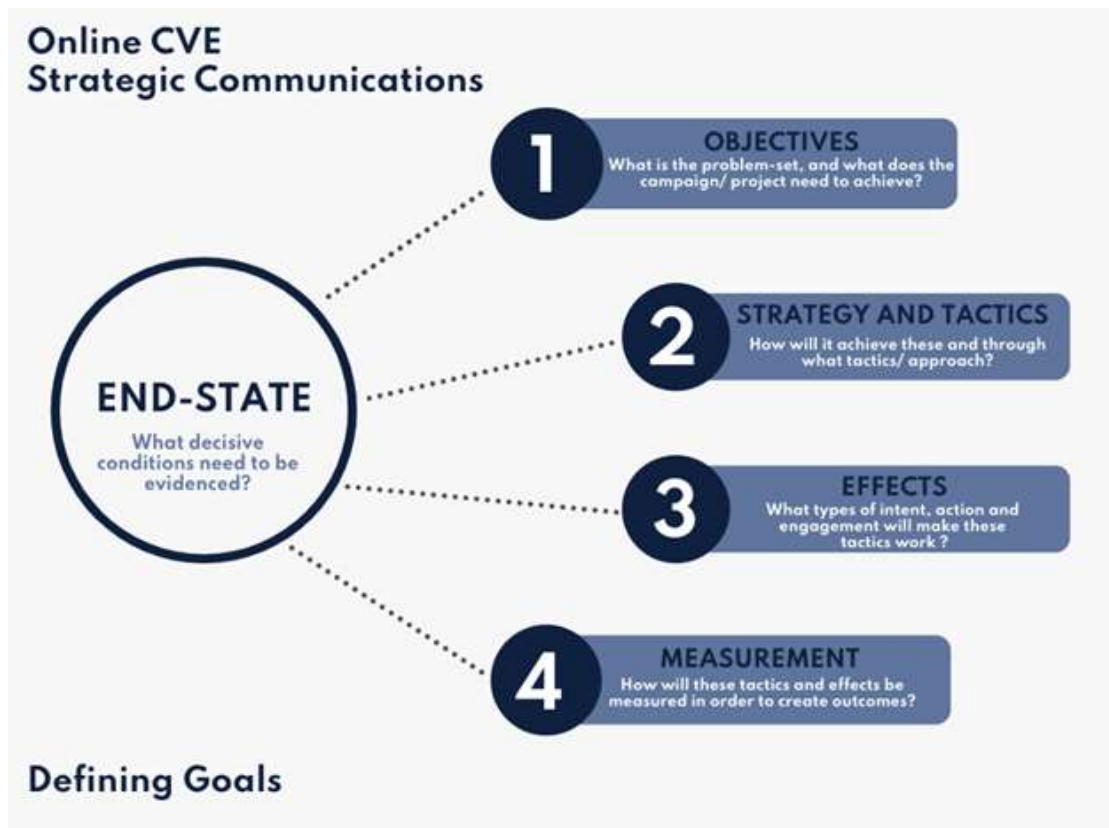 Online CVE
Strategic Communications
1
OBJECTIVES
What is the problem-set, and what does the
campaign/ project need to achieve?
2
STRATEGY AND TACTICS
How will it achieve these and through
what tactics/ approach?
END-STATE
What decisive
conditions need to be
evidenced?
3
EFFECTS
What types of intent, action and
engagement will make these
tactics work ?
4
MEASUREMENT
How will these tactics and effects be
measured in order to create outcomes?
Defining Goals